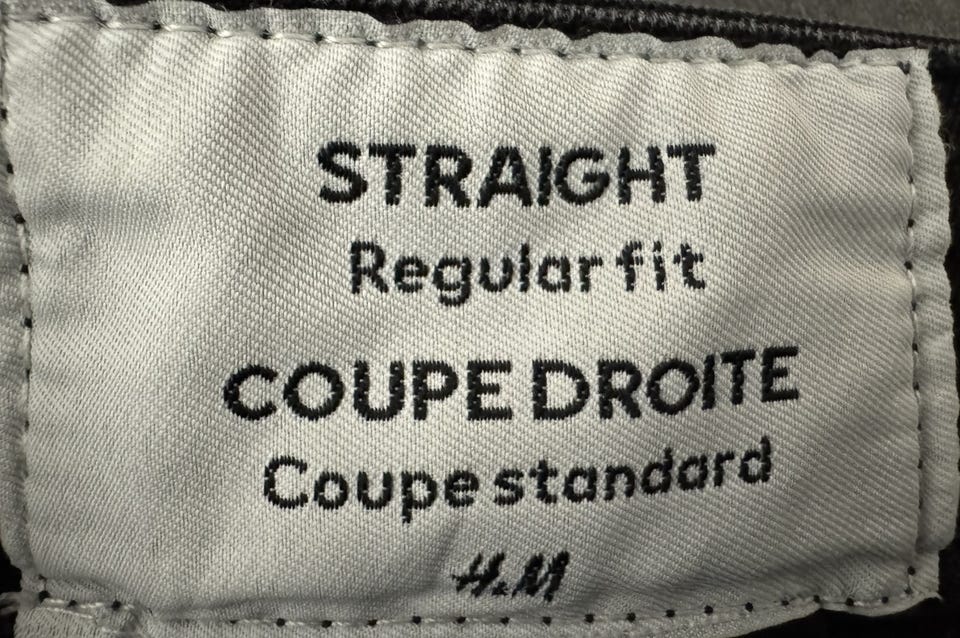 STRAIGHT
Regular fit
COUPE DROITE
Coupe standard
H&M